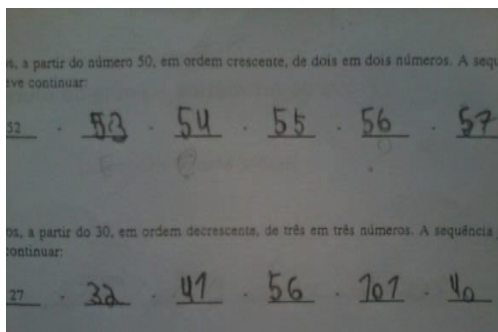 os, a partir do número 50, em ordem crescente, de dois em dois números. A sequ
eve continuar:
52 . 53 . 54 . 55 . 56 . 57
os, a partir do 30, em ordem decrescente, de três em três números. A sequência
continuar:
27 . 32 . 41 . 56 . 101 . 40